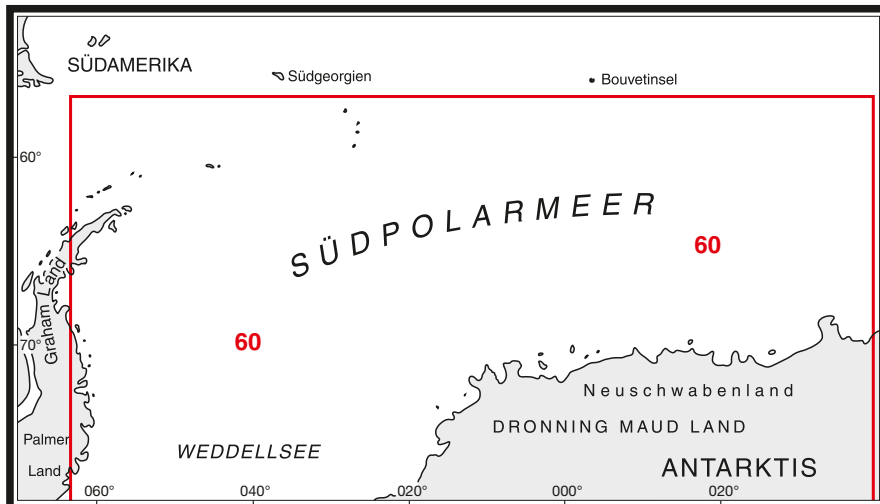 SÜDAMERIKA
Südgeorgien
Bouvetinsel
60°
SÜDPOLARMEER
60
Graham Land
60
70°
Neuschwabenland
DRONNING MAUD LAND
Palmer
Land
WEDDELLSEE
ANTARKTIS
060°
040°
020°
000°
020°